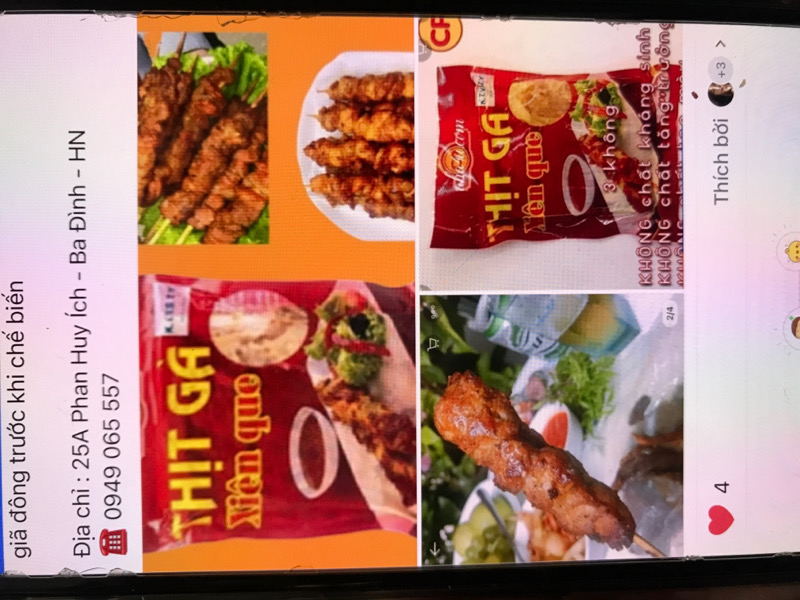 giã đông trước khi chế biến
Địa chỉ : 25A Phan Huy Ích - Ba Đình - HN
☎ 0949 065 557
THỊT GÀ
Xiên que
2/4
CP
THỊT GÀ
Xiên que
3 không
KHÔNG chất kháng sinh
KHÔNG chất tăng trưởng
4
Thích bởi
+3